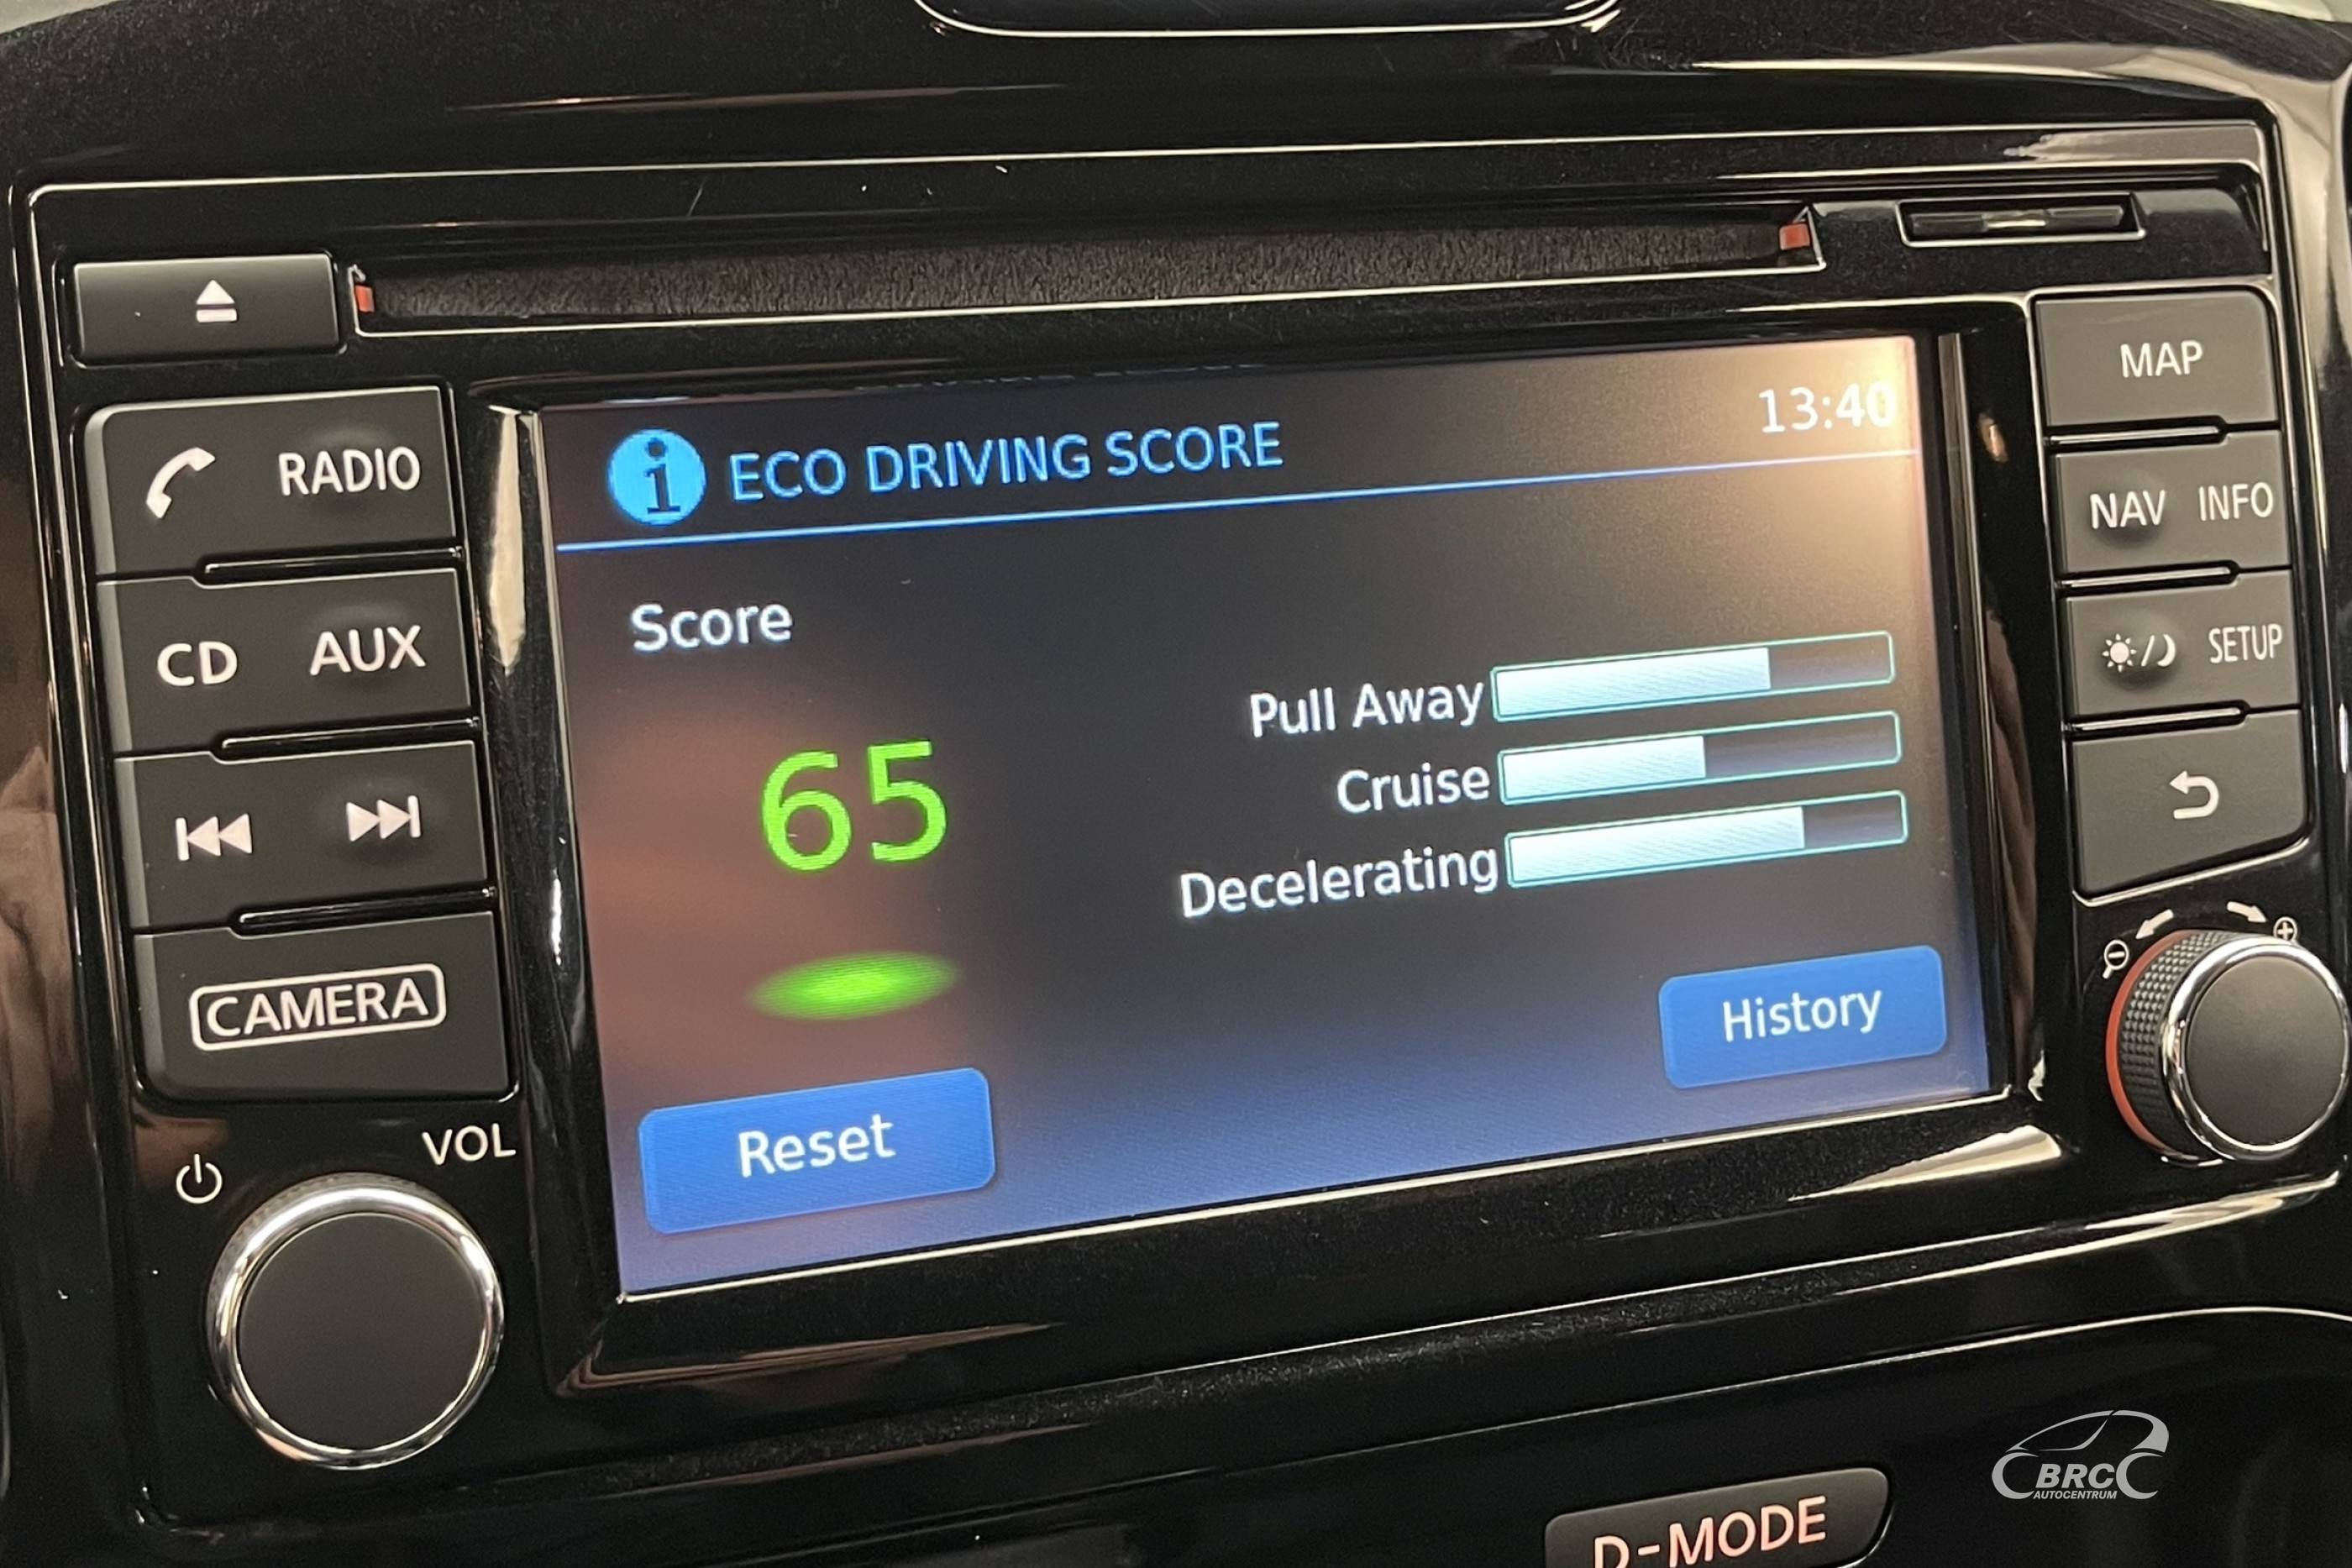 RADIO
CD AUX
CAMERA
VOL
ECO DRIVING SCORE
13:40
Score
65
Pull Away
Cruise
Decelerating
History
Reset
MAP
NAV INFO
SETUP
D-MODE
BRC
AUTOCENTRUM